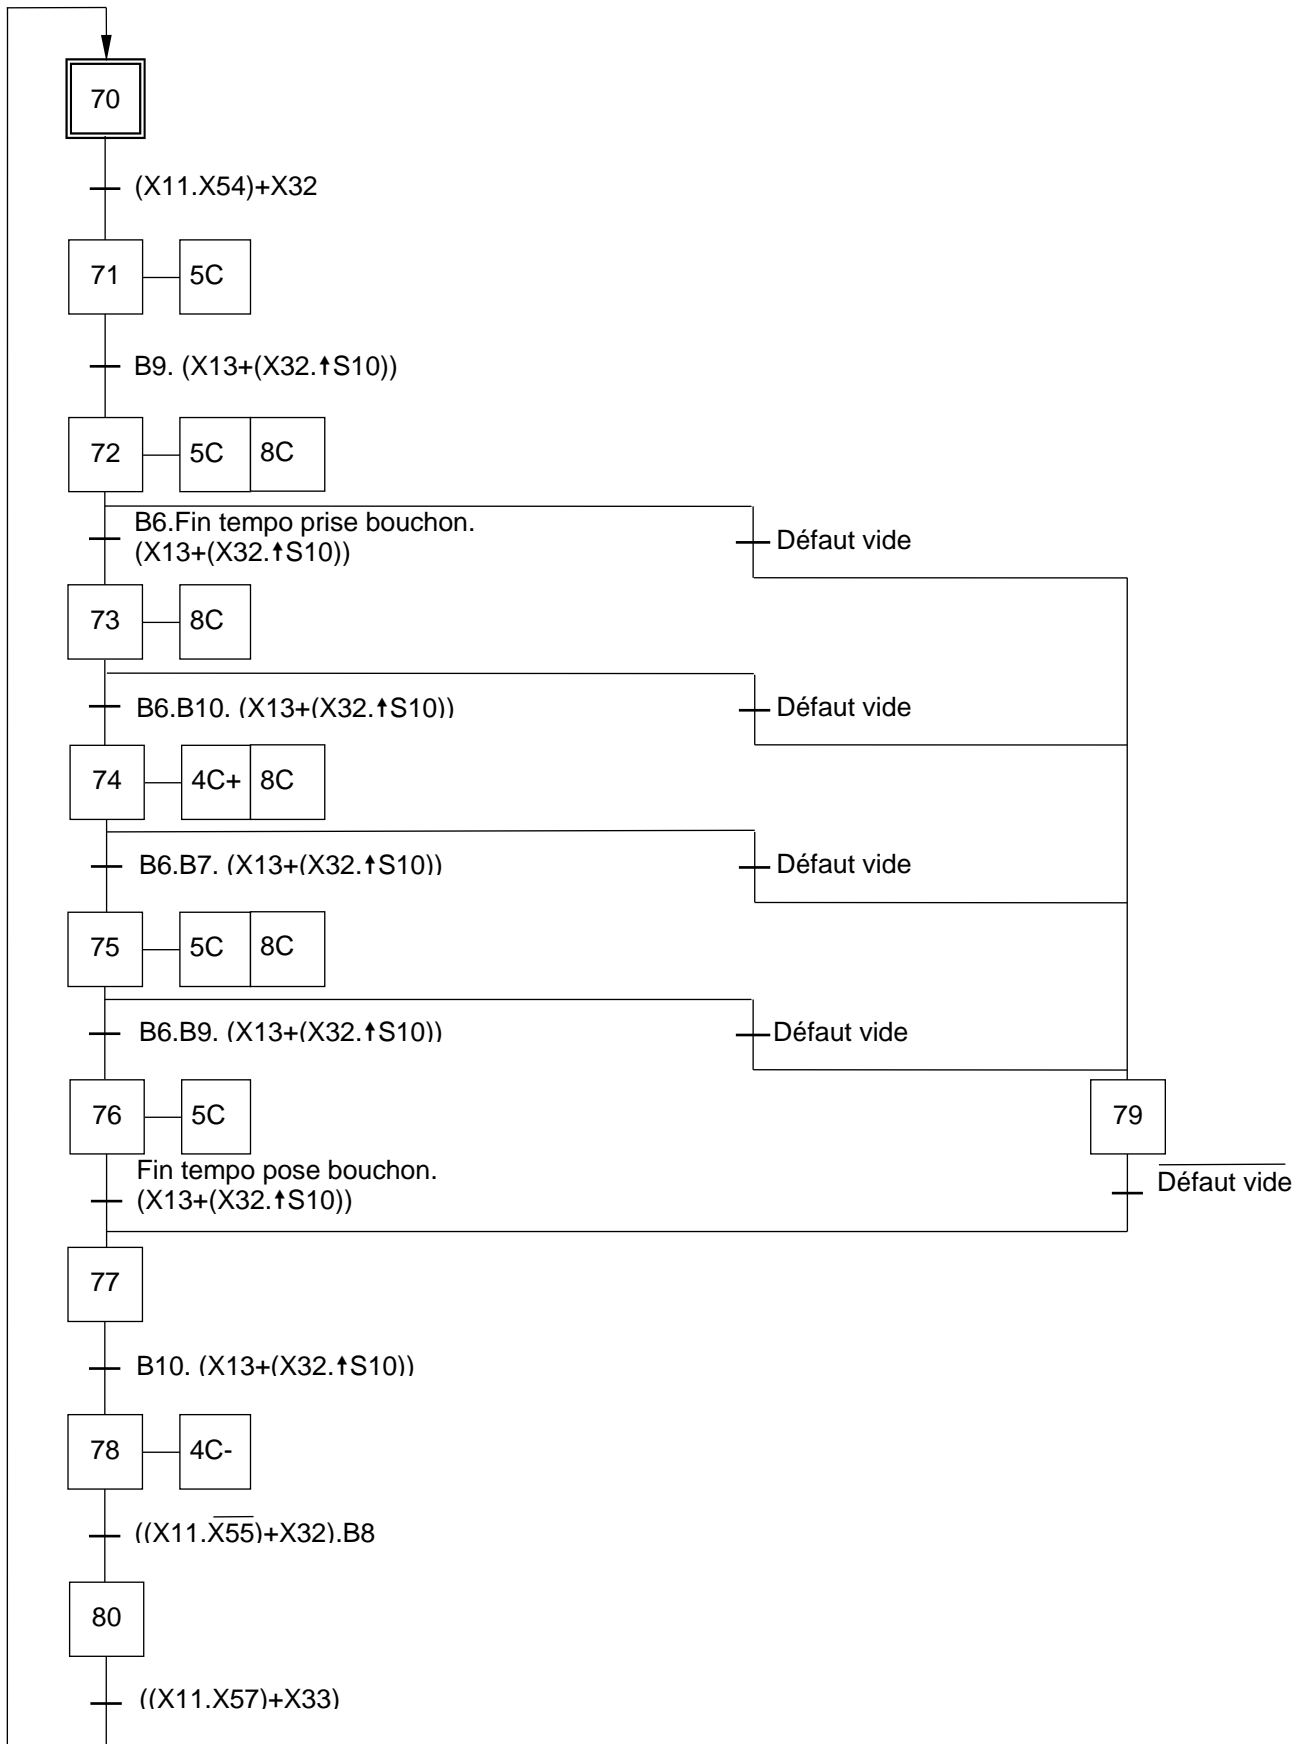 70
(X11.X54)+X32
71
5C
B9. (X13+(X32.↑S10))
72
5C
8C
B6.Fin tempo prise bouchon.
(X13+(X32.↑S10))
Défaut vide
73
8C
B6.B10. (X13+(X32.↑S10))
Défaut vide
74
4C+
8C
B6.B7. (X13+(X32.↑S10))
Défaut vide
75
5C
8C
B6.B9. (X13+(X32.↑S10))
Défaut vide
76
5C
79
Fin tempo pose bouchon.
(X13+(X32.↑S10))
Défaut vide
77
B10. (X13+(X32.↑S10))
78
4C-
((X11.X55)+X32).B8
80
((X11.X57)+X33)